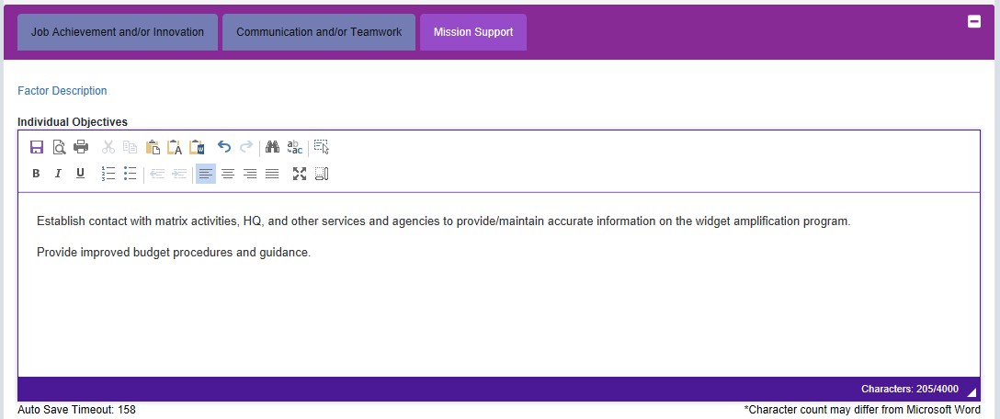 Job Achievement and/or Innovation
Communication and/or Teamwork
Mission Support
Factor Description
Individual Objectives
B I U
Establish contact with matrix activities, HQ, and other services and agencies to provide/maintain accurate information on the widget amplification program.
Provide improved budget procedures and guidance.
Characters: 205/4000
Auto Save Timeout: 158
*Character count may differ from Microsoft Word